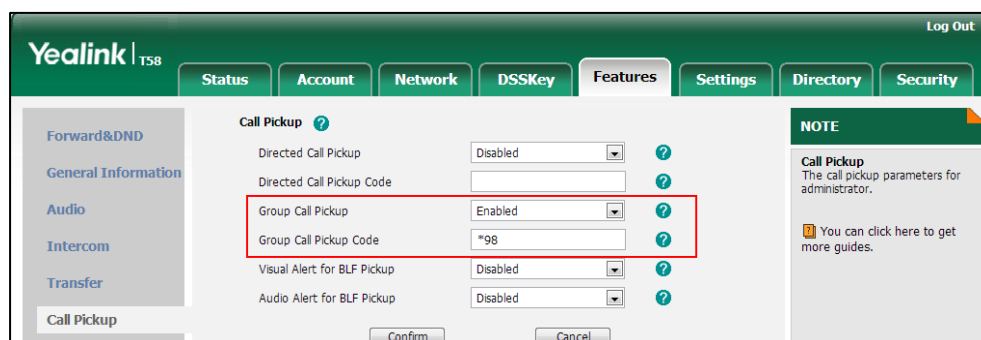 Log Out
Yealink | T58
Status Account Network DSSKey Features Settings Directory Security
Forward&DND
General Information
Audio
Intercom
Transfer
Call Pickup
Call Pickup ?
Directed Call Pickup Disabled ?
Directed Call Pickup Code ?
Group Call Pickup Enabled ?
Group Call Pickup Code *98 ?
Visual Alert for BLF Pickup Disabled ?
Audio Alert for BLF Pickup Disabled ?
Confirm Cancel
NOTE
Call Pickup
The call pickup parameters for
administrator.
? You can click here to get
more guides.